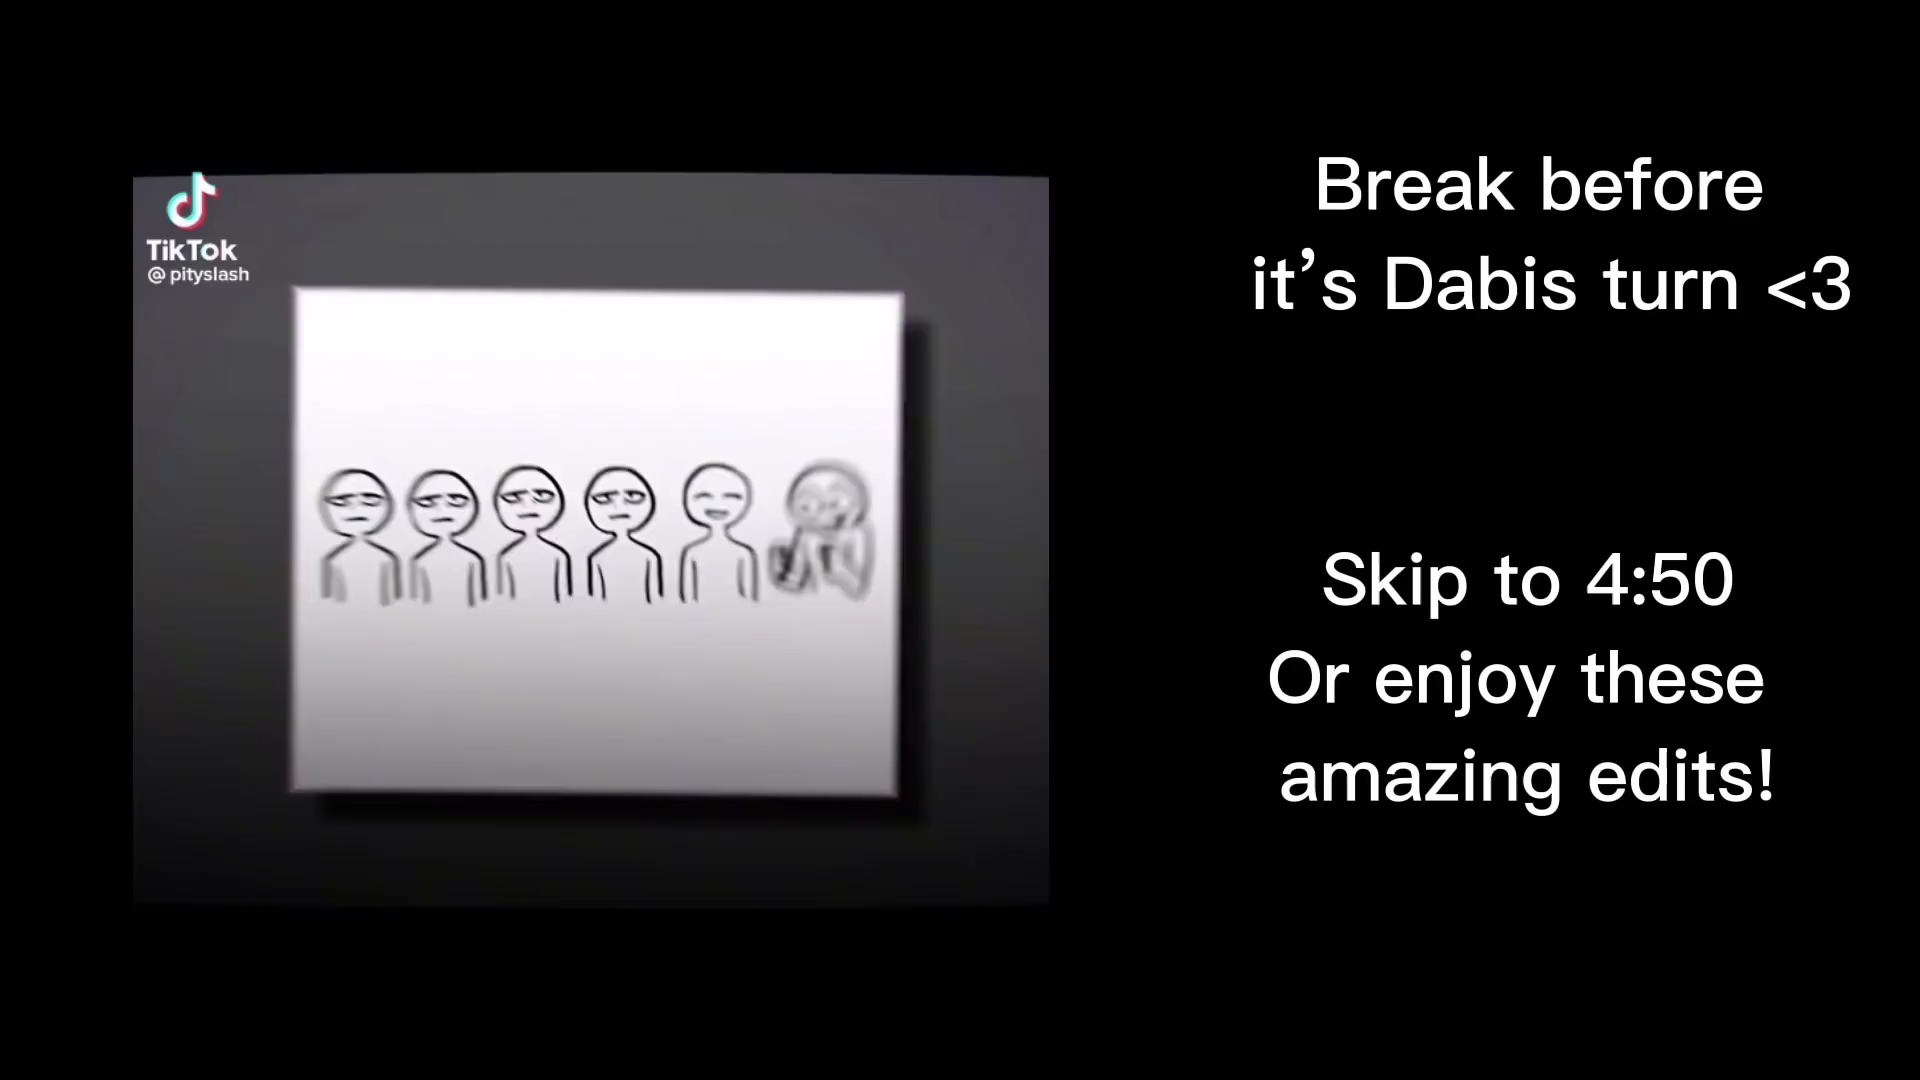 TikTok
@pityslash
Break before
it’s Dabis turn <3
Skip to 4:50
Or enjoy these
amazing edits!